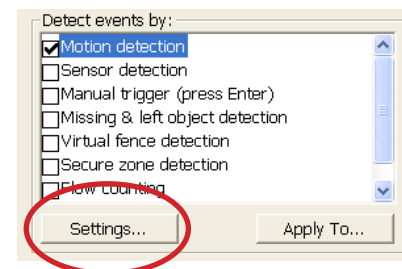 Detect events by:
Motion detection
Sensor detection
Manual trigger (press Enter)
Missing & left object detection
Virtual fence detection
Secure zone detection
Flow counting
Settings...
Apply To...